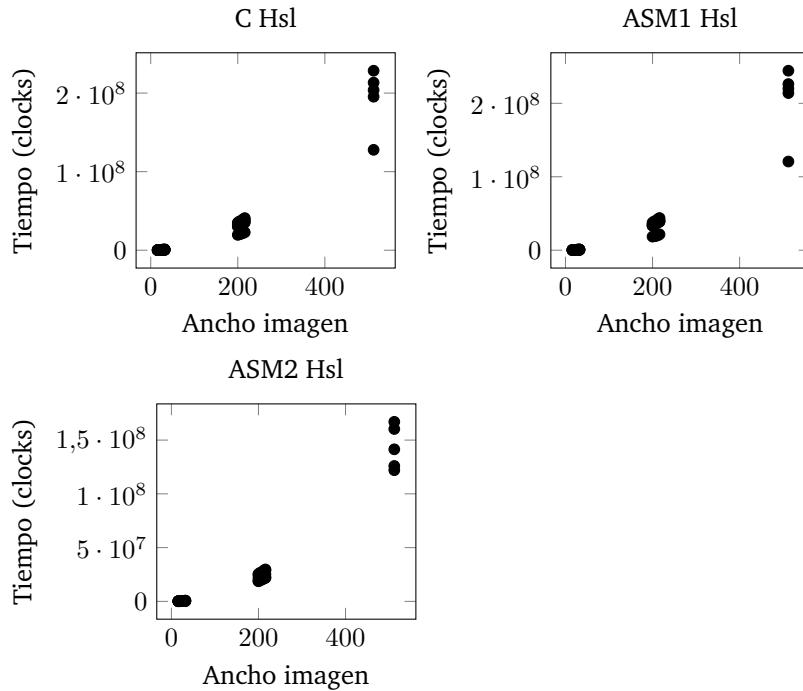 C Hsl
Tiempo (clocks)
2 · 10^8
1 · 10^8
0
0 200 400
Ancho imagen
ASM1 Hsl
Tiempo (clocks)
2 · 10^8
1 · 10^8
0
0 200 400
Ancho imagen
ASM2 Hsl
Tiempo (clocks)
1,5 · 10^8
1 · 10^8
5 · 10^7
0
0 200 400
Ancho imagen